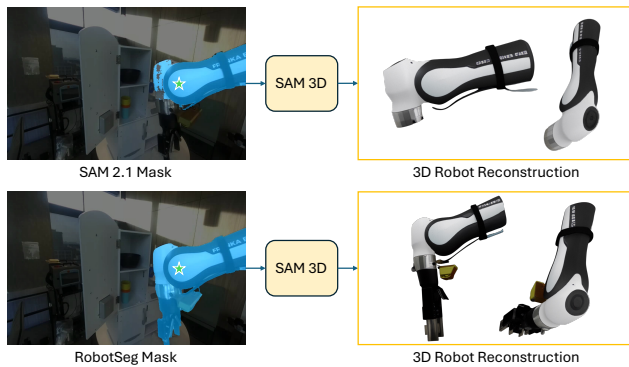 SAM 3D
SAM 2.1 Mask
3D Robot Reconstruction
SAM 3D
RobotSeg Mask
3D Robot Reconstruction